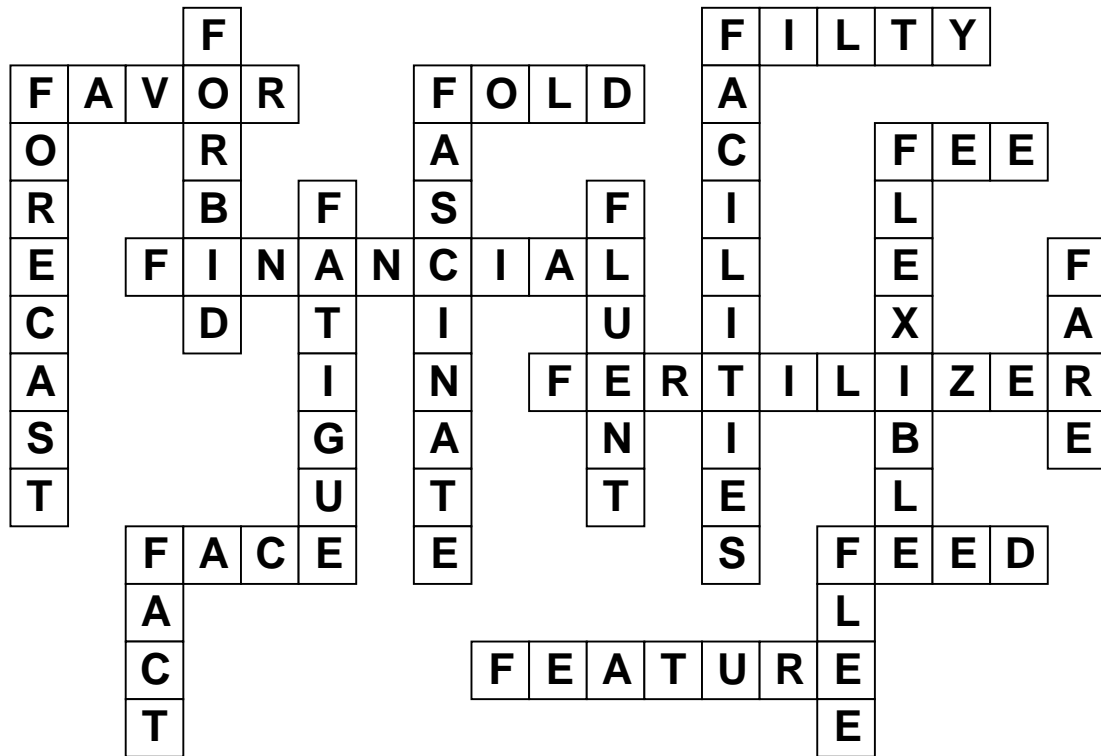 FORBID
FILTY
FACILITIES
FAVOR
FORECAST
FOLD
FASCINATE
FEE
FLEXIBLE
FATIGUE
FLUENT
FINANCIAL
FARE
FERTILIZER
FACE
FACT
FEED
FLEE
FEATURE